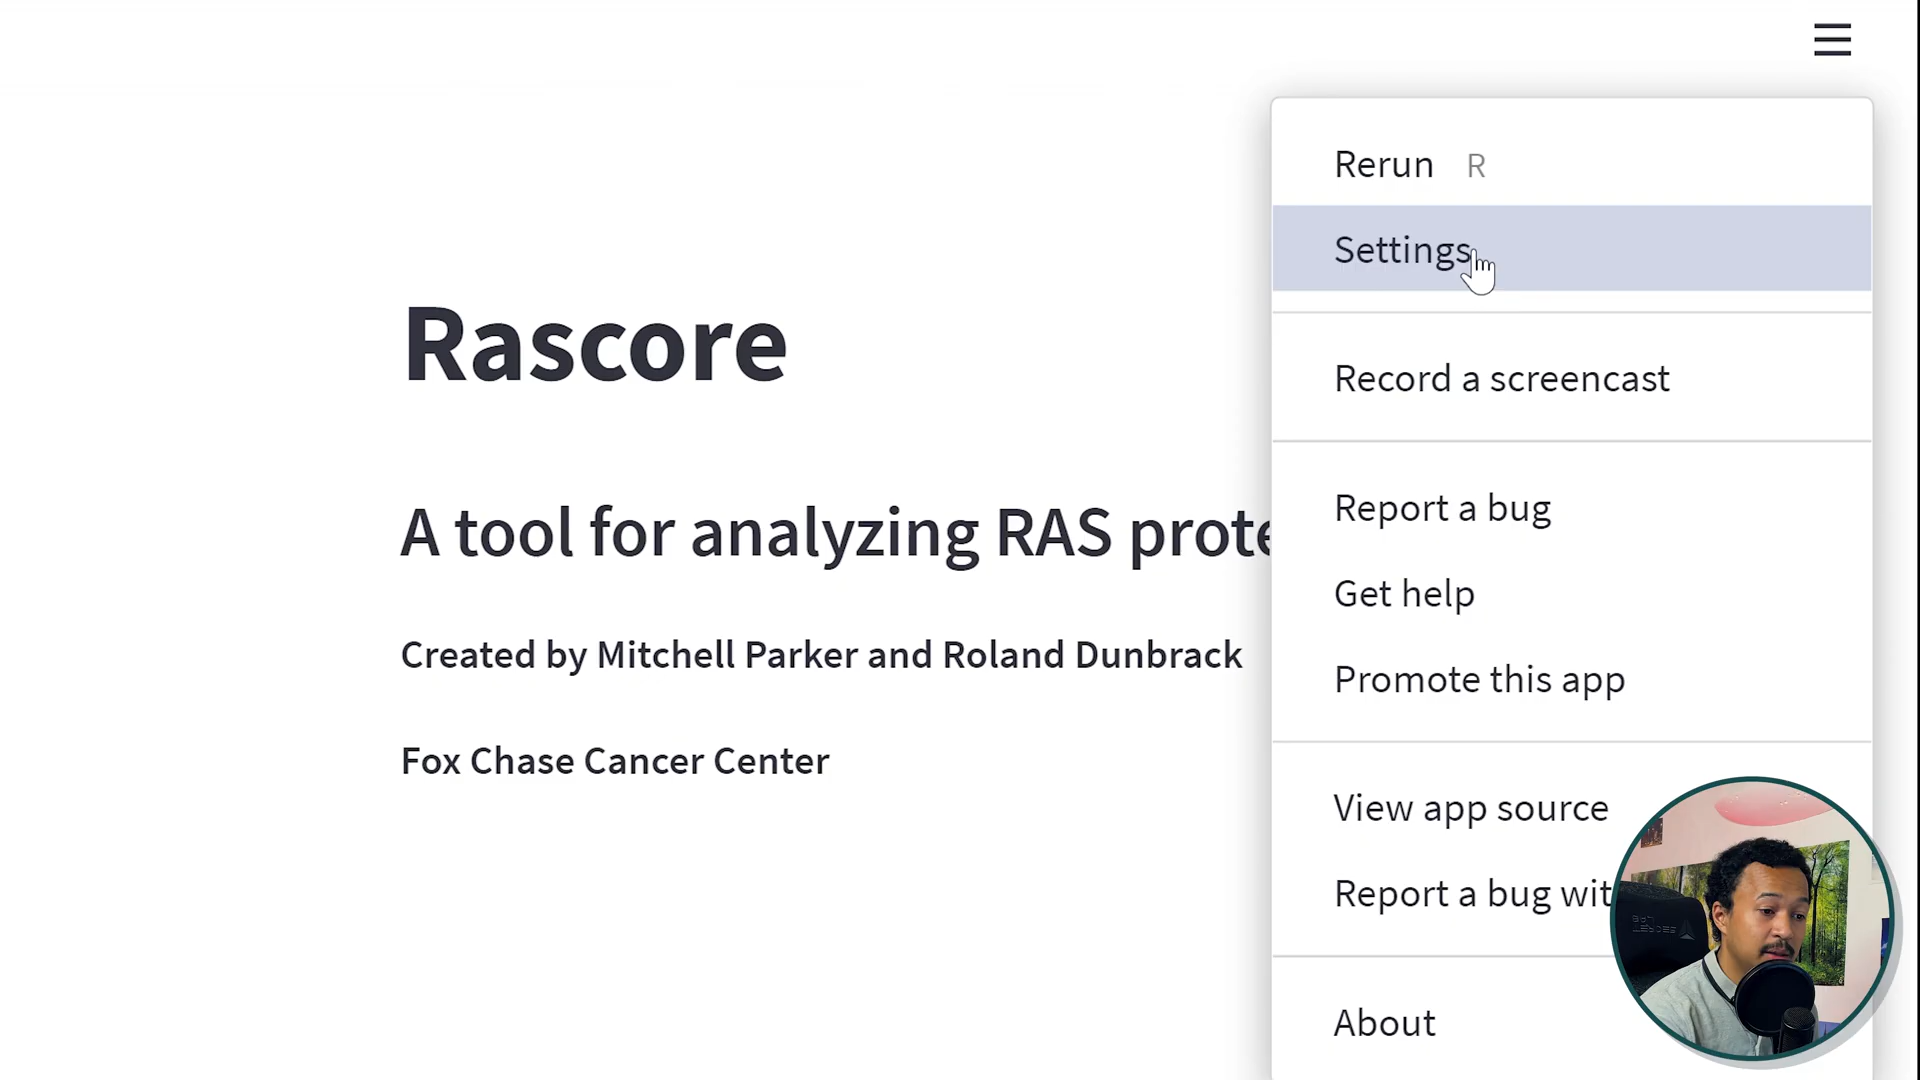 Rerun R
Settings
Record a screencast
Rascore
A tool for analyzing RAS prote
Report a bug
Get help
Created by Mitchell Parker and Roland Dunbrack
Promote this app
Fox Chase Cancer Center
View app source
Report a bug wit
About